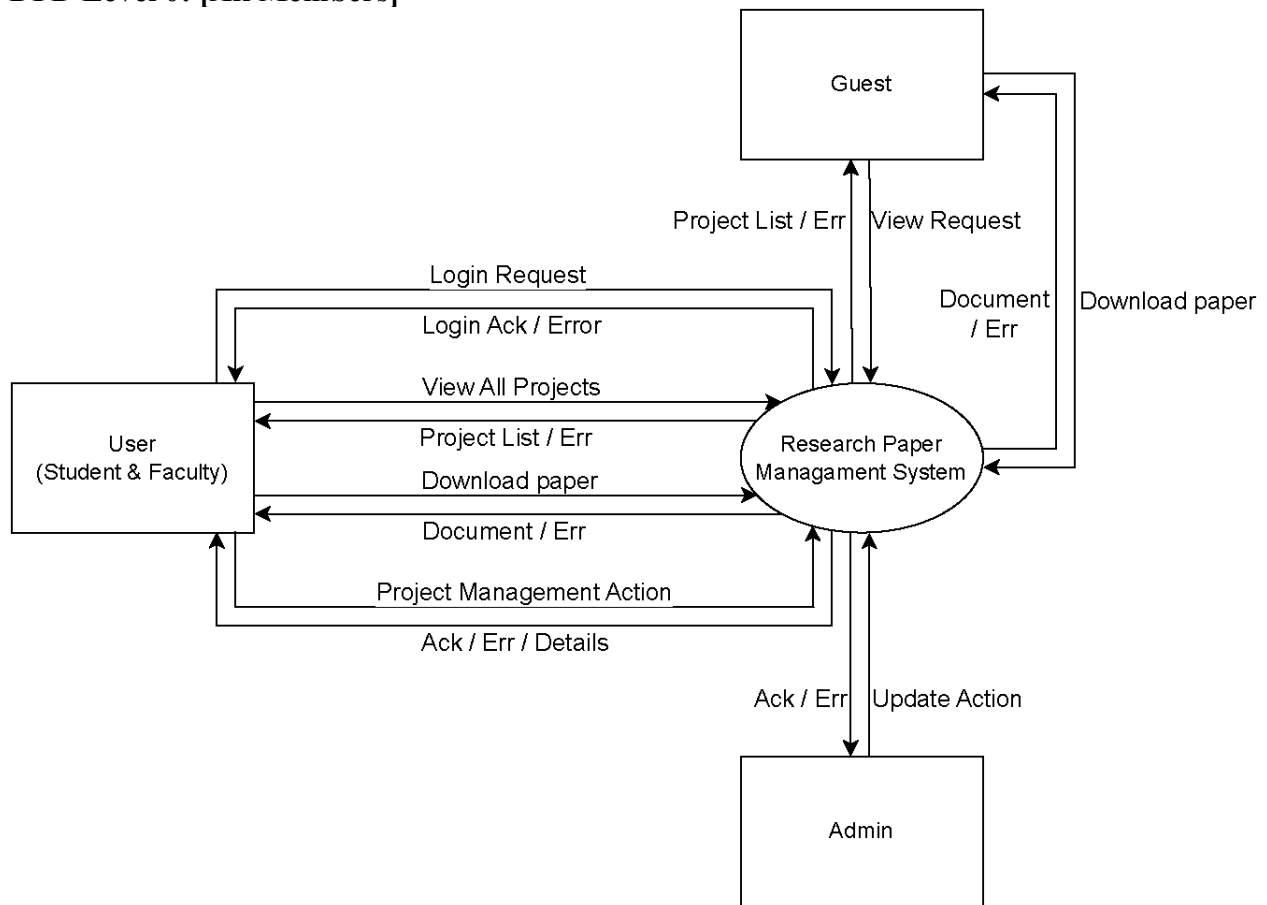 Guest
Project List / Err
View Request
Document
/ Err
Download paper
Login Request
Login Ack / Error
View All Projects
Project List / Err
User
(Student & Faculty)
Download paper
Document / Err
Research Paper
Managament System
Project Management Action
Ack / Err / Details
Ack / Err
Update Action
Admin